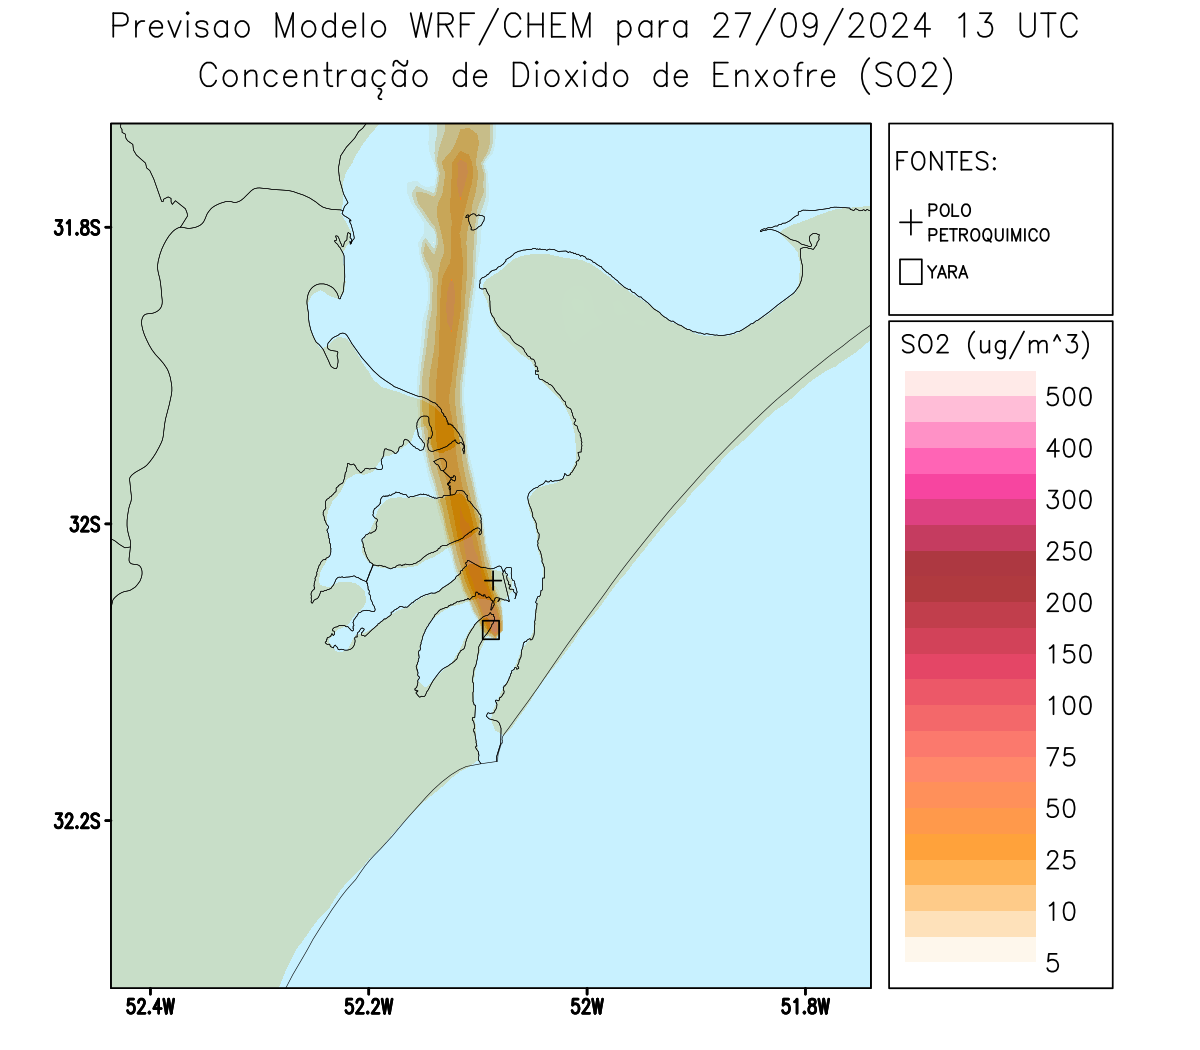 Previsao Modelo WRF/CHEM para 27/09/2024 13 UTC
Concentração de Dioxido de Enxofre (SO2)
FONTES:
POLO
PETROQUIMICO
YARA
31.8S
32S
32.2S
52.4W
52.2W
52W
51.8W
SO2 (ug/m^3)
500
400
300
250
200
150
100
75
50
25
10
5